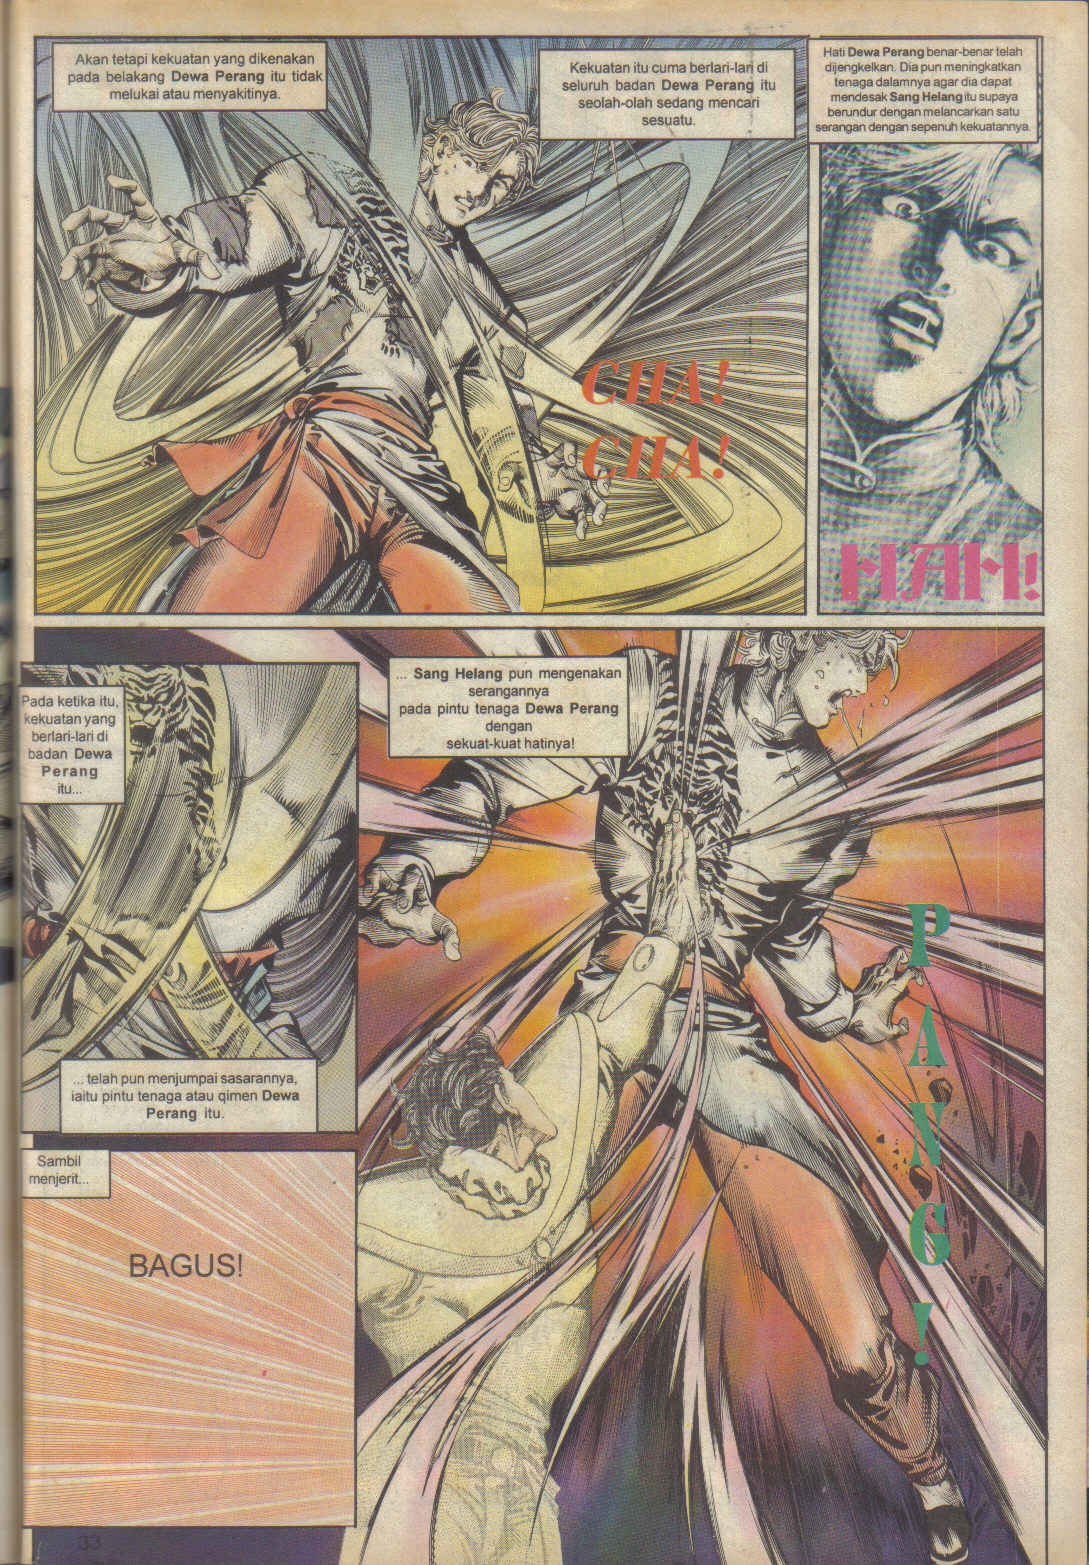 Akan tetapi kekuatan yang dikenakan
pada belakang Dewa Perang itu tidak
melukai atau menyakitinya.
Kekuatan itu cuma berlari-lari di
seluruh badan Dewa Perang itu
seolah-olah sedang mencari
sesuatu.
CHA!
CHA!
Hati Dewa Perang benar-benar telah
dijengkelkan. Dia pun meningkatkan
tenaga dalamnya agar dia dapat
mendesak Sang Helang itu supaya
berundur dengan melancarkan satu
serangan dengan sepenuh kekuatannya.
HAH!
Pada ketika itu,
kekuatan yang
berlari-lari di
badan Dewa
Perang
itu...
... telah pun menjumpai sasarannya,
iaitu pintu tenaga atau qimen Dewa
Perang itu.
... Sang Helang pun mengenakan
serangannya
pada pintu tenaga Dewa Perang
dengan
sekuat-kuat hatinya!
PANG!
Sambil
menjerit...
BAGUS!
33